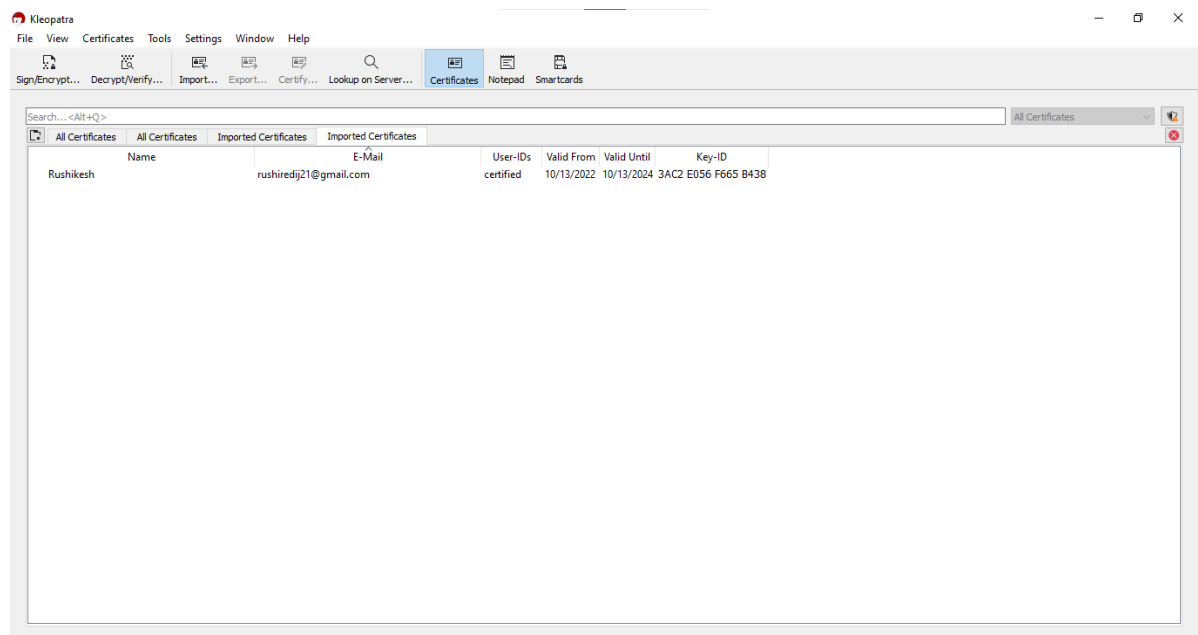 Kleopatra
File View Certificates Tools Settings Window Help
Sign/Encrypt... Decrypt/Verify... Import... Export... Certify... Lookup on Server... Certificates Notepad Smartcards
Search...<Alt+Q> All Certificates
All Certificates All Certificates Imported Certificates Imported Certificates
Name E-Mail User-IDs Valid From Valid Until Key-ID
Rushikesh rushiredij21@gmail.com certified 10/13/2022 10/13/2024 3AC2 E056 F665 B438